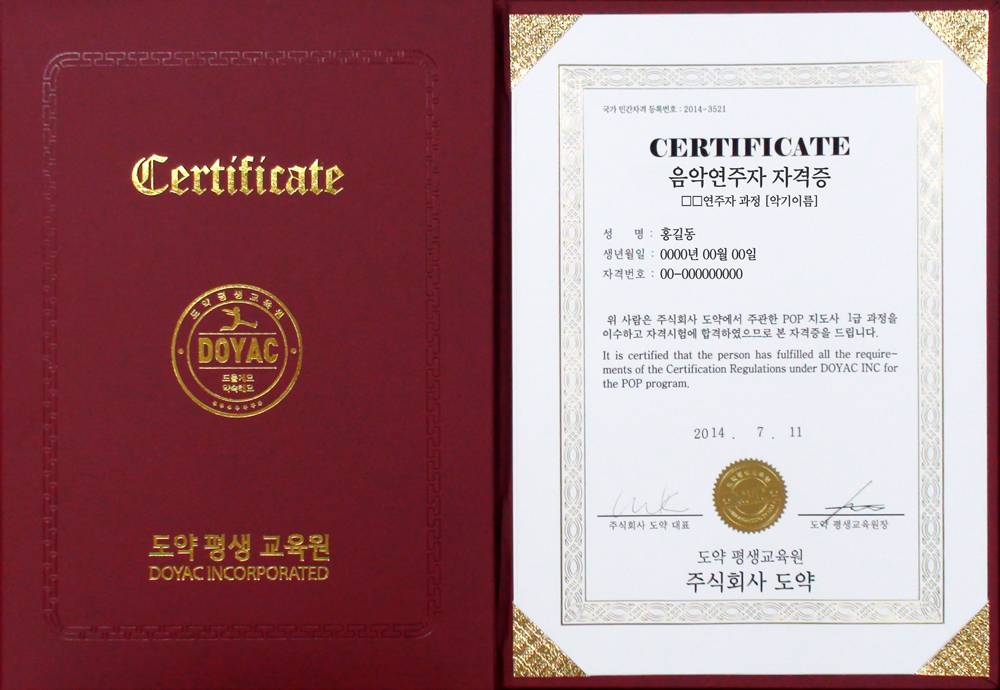 Certificate
도약평생교육원
DOYAC
드림케요
약속해요
도약 평생 교육원
DOYAC INCORPORATED
국가 민간자격 등록번호 : 2014-3521
CERTIFICATE
음악연주자 자격증
□□연주자 과정 [악기이름]
성 명 : 홍길동
생년월일 : 0000년 00월 00일
자격번호 : 00-000000000
위 사람은 주식회사 도약에서 주관한 POP 지도사 1급 과정을
이수하고 자격시험에 합격하였으므로 본 자격증을 드립니다.
It is certified that the person has fulfilled all the require-
ments of the Certification Regulations under DOYAC INC for
the POP program.
2014 . 7 . 11
주식회사 도약 대표
도약 평생교육원장
도약 평생교육원
주식회사 도약